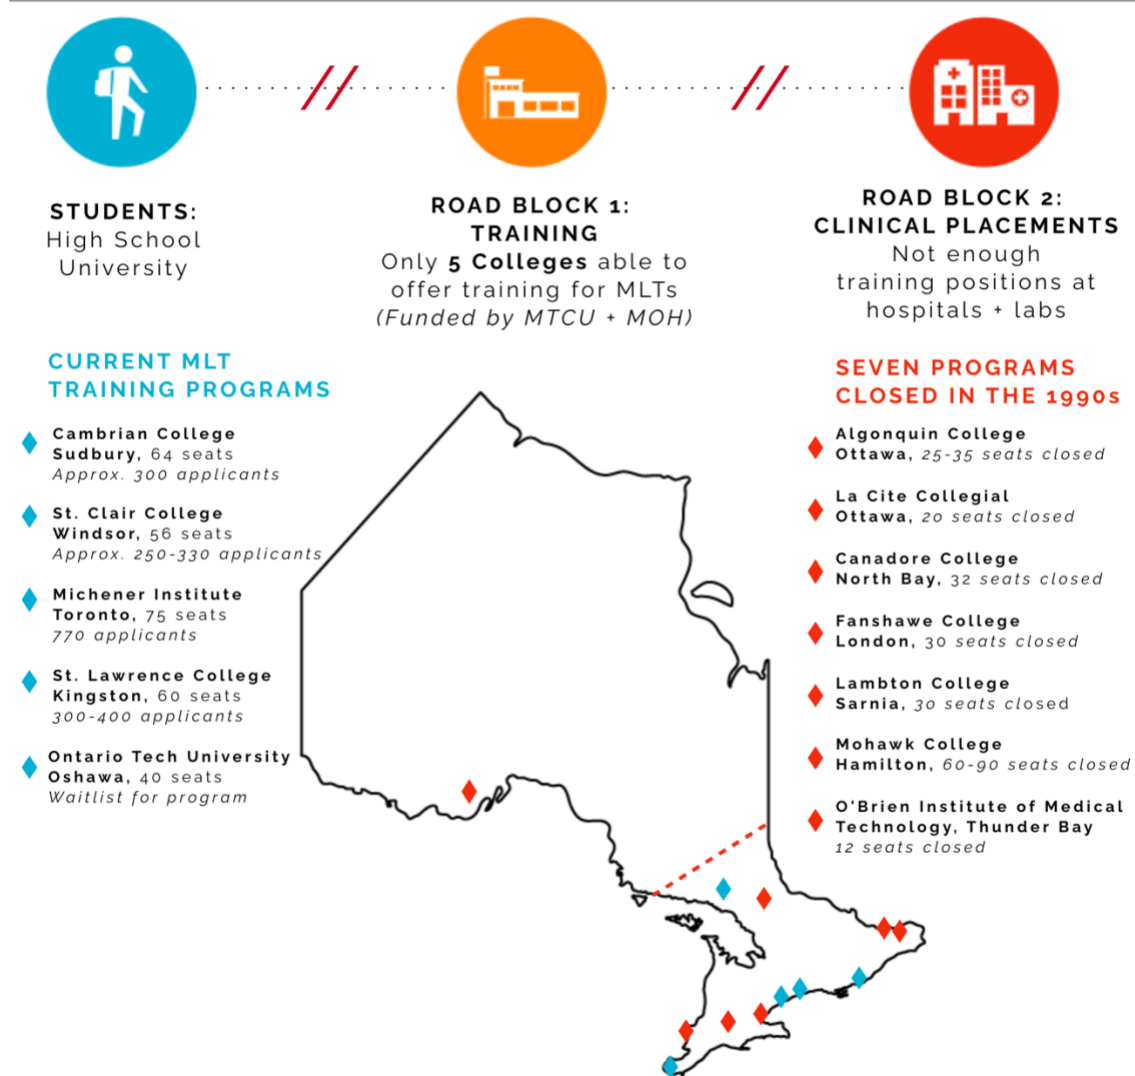 STUDENTS:
High School
University
ROAD BLOCK 1:
TRAINING
Only 5 Colleges able to
offer training for MLTs
(Funded by MTCU + MOH)
ROAD BLOCK 2:
CLINICAL PLACEMENTS
Not enough
training positions at
hospitals + labs
CURRENT MLT
TRAINING PROGRAMS
Cambrian College
Sudbury, 64 seats
Approx. 300 applicants
St. Clair College
Windsor, 56 seats
Approx. 250-330 applicants
Michener Institute
Toronto, 75 seats
770 applicants
St. Lawrence College
Kingston, 60 seats
300-400 applicants
Ontario Tech University
Oshawa, 40 seats
Waitlist for program
SEVEN PROGRAMS
CLOSED IN THE 1990s
Algonquin College
Ottawa, 25-35 seats closed
La Cite Collegial
Ottawa, 20 seats closed
Canadore College
North Bay, 32 seats closed
Fanshawe College
London, 30 seats closed
Lambton College
Sarnia, 30 seats closed
Mohawk College
Hamilton, 60-90 seats closed
O'Brien Institute of Medical
Technology, Thunder Bay
12 seats closed